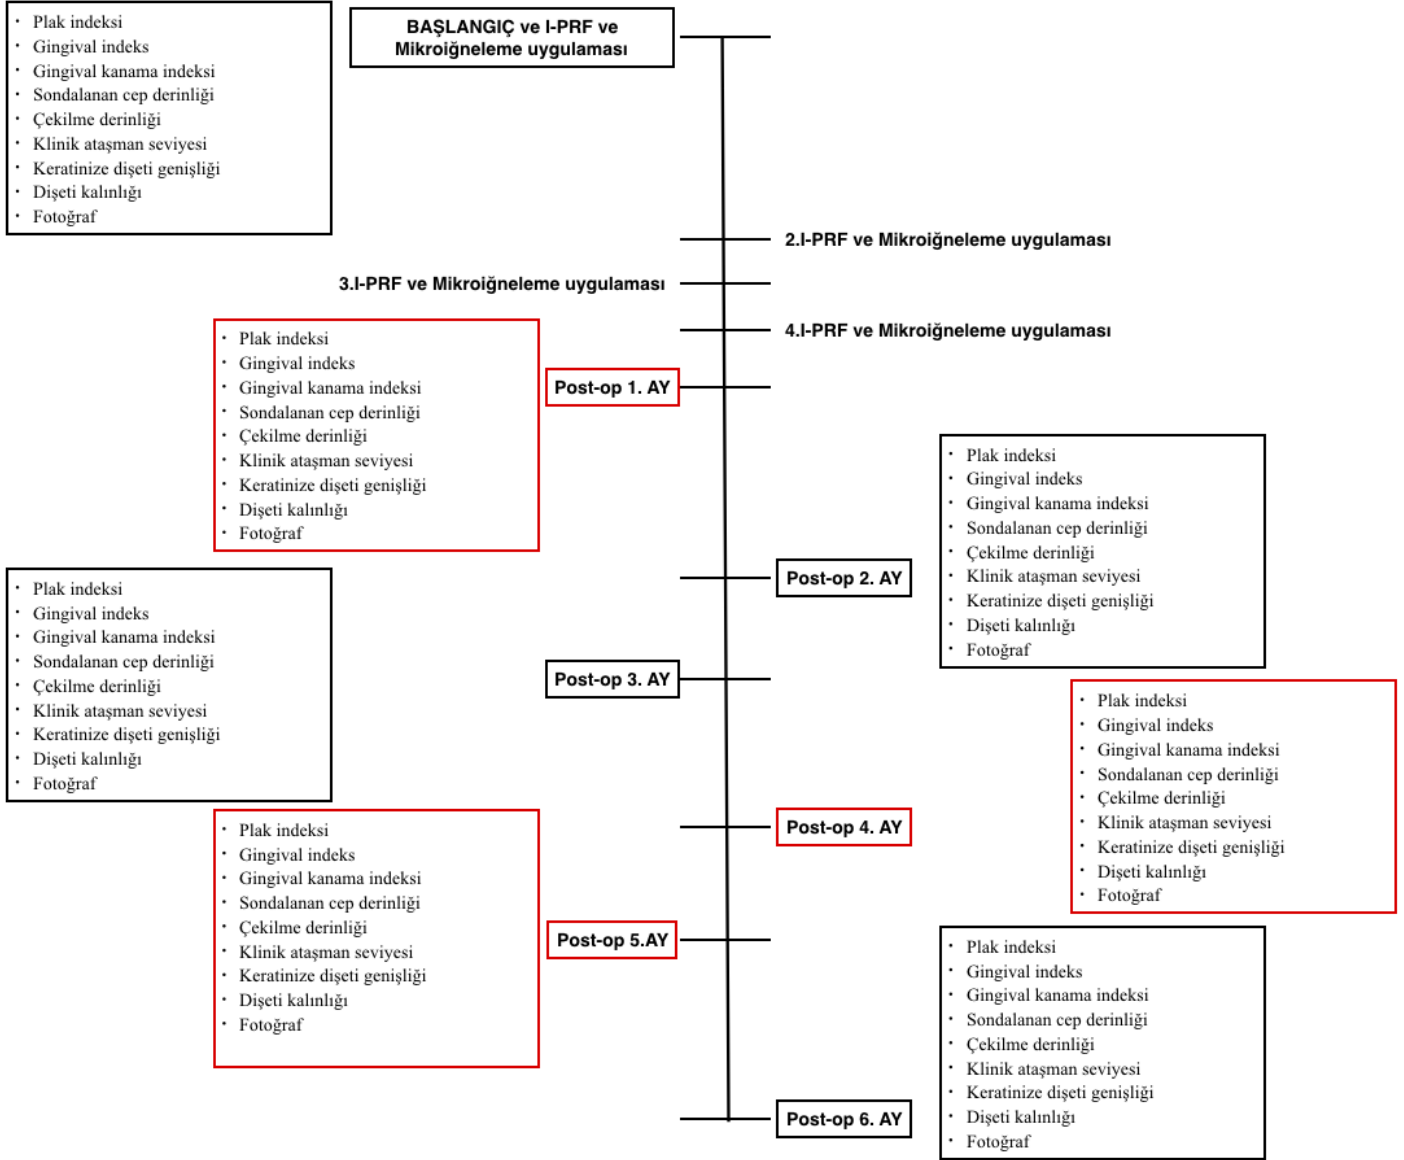 • Plak indeksi
• Gingival indeks
• Gingival kanama indeksi
• Sondalanan cep derinliği
• Çekilme derinliği
• Klinik ataşman seviyesi
• Keratinize dişeti genişliği
• Dişeti kalınlığı
• Fotoğraf
BAŞLANGIÇ ve I-PRF ve
Mikroiğneleme uygulaması
2.I-PRF ve Mikroiğneleme uygulaması
3.I-PRF ve Mikroiğneleme uygulaması
4.I-PRF ve Mikroiğneleme uygulaması
• Plak indeksi
• Gingival indeks
• Gingival kanama indeksi
• Sondalanan cep derinliği
• Çekilme derinliği
• Klinik ataşman seviyesi
• Keratinize dişeti genişliği
• Dişeti kalınlığı
• Fotoğraf
Post-op 1. AY
Post-op 2. AY
• Plak indeksi
• Gingival indeks
• Gingival kanama indeksi
• Sondalanan cep derinliği
• Çekilme derinliği
• Klinik ataşman seviyesi
• Keratinize dişeti genişliği
• Dişeti kalınlığı
• Fotoğraf
• Plak indeksi
• Gingival indeks
• Gingival kanama indeksi
• Sondalanan cep derinliği
• Çekilme derinliği
• Klinik ataşman seviyesi
• Keratinize dişeti genişliği
• Dişeti kalınlığı
• Fotoğraf
Post-op 3. AY
Post-op 4. AY
• Plak indeksi
• Gingival indeks
• Gingival kanama indeksi
• Sondalanan cep derinliği
• Çekilme derinliği
• Klinik ataşman seviyesi
• Keratinize dişeti genişliği
• Dişeti kalınlığı
• Fotoğraf
• Plak indeksi
• Gingival indeks
• Gingival kanama indeksi
• Sondalanan cep derinliği
• Çekilme derinliği
• Klinik ataşman seviyesi
• Keratinize dişeti genişliği
• Dişeti kalınlığı
• Fotoğraf
Post-op 5.AY
Post-op 6. AY
• Plak indeksi
• Gingival indeks
• Gingival kanama indeksi
• Sondalanan cep derinliği
• Çekilme derinliği
• Klinik ataşman seviyesi
• Keratinize dişeti genişliği
• Dişeti kalınlığı
• Fotoğraf